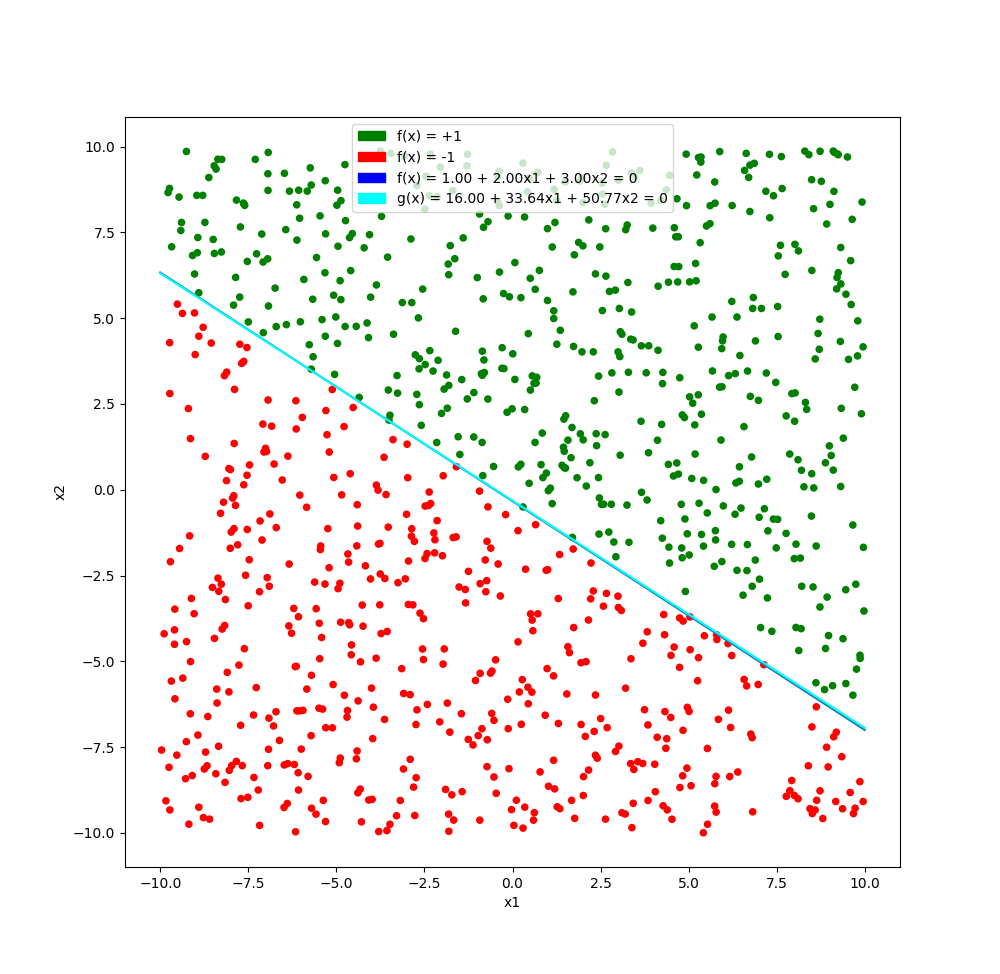 f(x) = +1
f(x) = -1
f(x) = 1.00 + 2.00x1 + 3.00x2 = 0
g(x) = 16.00 + 33.64x1 + 50.77x2 = 0
10.0
7.5
5.0
2.5
0.0
−2.5
−5.0
−7.5
−10.0
x2
−10.0 −7.5 −5.0 −2.5 0.0 2.5 5.0 7.5 10.0
x1